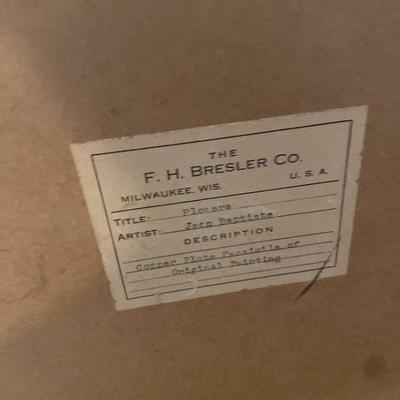 THE
F. H. BRESLER CO.
MILWAUKEE, WIS. U. S. A.
TITLE: Flowers
ARTIST: Jean Baptiste
DESCRIPTION
Copper Plate Facsimile of
Original Painting